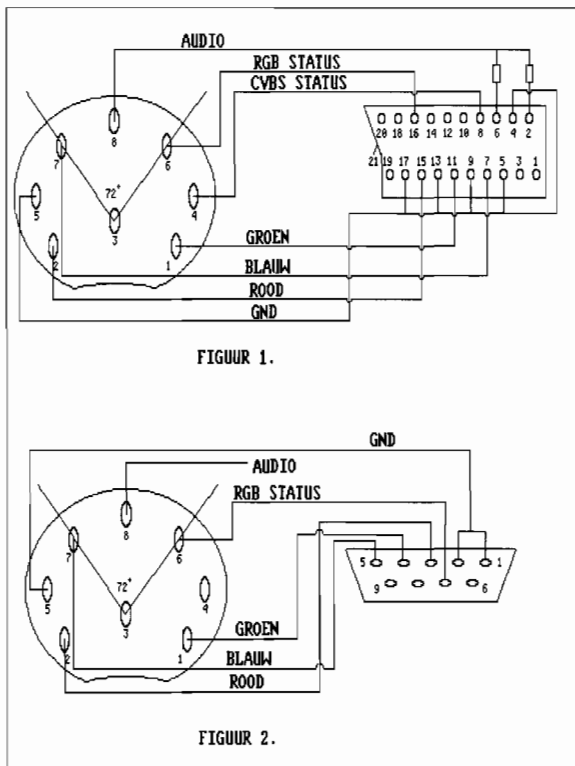 AUDIO
RGB STATUS
CVBS STATUS
8
7 6
72°
5 4
3
2 1
20 18 16 14 12 10 8 6 4 2
21 19 17 15 13 11 9 7 5 3 1
GROEN
BLAUW
ROOD
GND
FIGUUR 1.
GND
AUDIO
RGB STATUS
8
7 6
72°
5 4
3
2 1
5 1
9 6
GROEN
BLAUW
ROOD
FIGUUR 2.